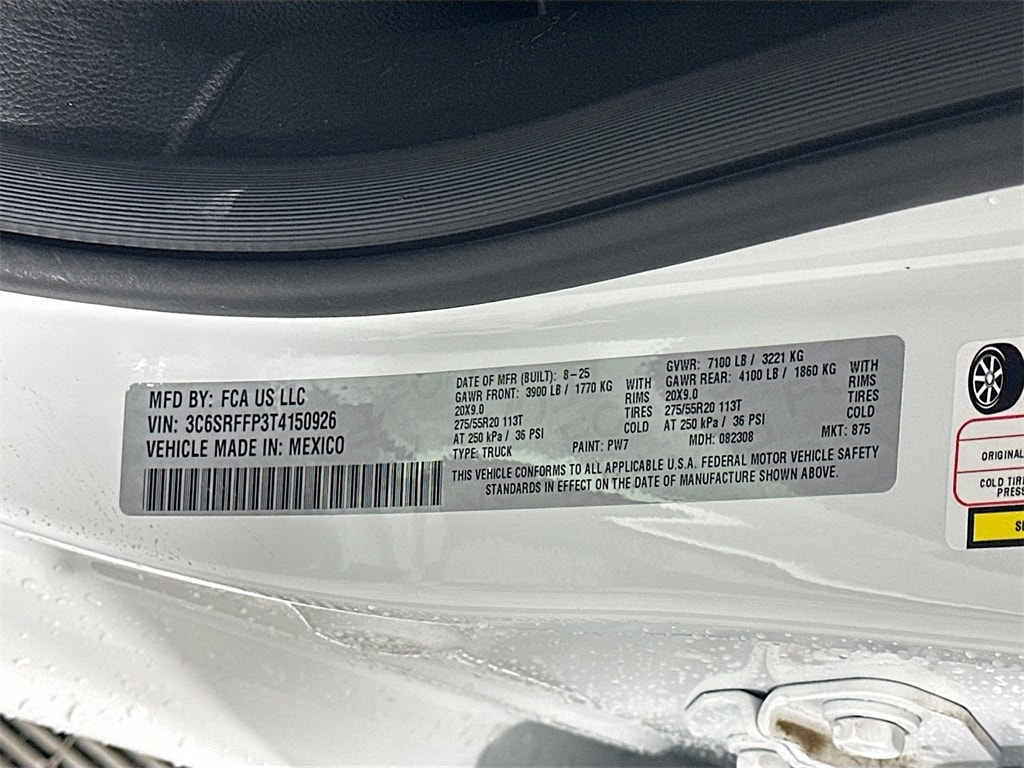 MFD BY: FCA US LLC
VIN: 3C6SRFFP3T4150926
VEHICLE MADE IN: MEXICO
DATE OF MFR (BUILT): 8-25
GAWR FRONT: 3900 LB / 1770 KG WITH
20X9.0 RIMS
275/55R20 113T TIRES
AT 250 kPa / 36 PSI COLD
TYPE: TRUCK PAINT: PW7
GVWR: 7100 LB / 3221 KG
GAWR REAR: 4100 LB / 1860 KG WITH
20X9.0 RIMS
275/55R20 113T TIRES
AT 250 kPa / 36 PSI COLD
MDH: 082308 MKT: 875
THIS VEHICLE CONFORMS TO ALL APPLICABLE U.S.A. FEDERAL MOTOR VEHICLE SAFETY
STANDARDS IN EFFECT ON THE DATE OF MANUFACTURE SHOWN ABOVE.
ORIGINAL
COLD TIRE
PRESS